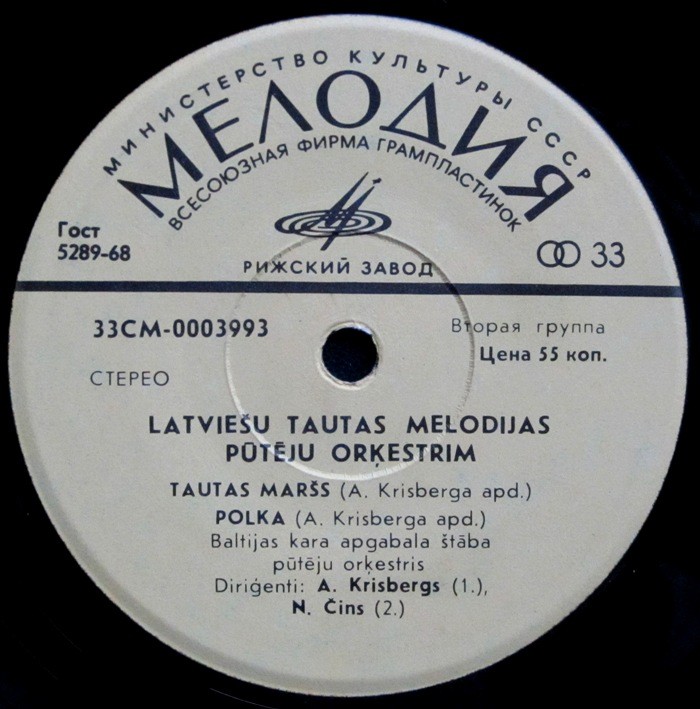 МИНИСТЕРСТВО КУЛЬТУРЫ СССР
МЕЛОДИЯ
ВСЕСОЮЗНАЯ ФИРМА ГРАМПЛАСТИНОК
Гост
5289-68
РИЖСКИЙ ЗАВОД
33
33СМ-0003993
Вторая группа
Цена 55 коп.
СТЕРЕО
LATVIEŠU TAUTAS MELODIJAS
PŪTĒJU ORĶESTRIM
TAUTAS MARŠS (A. Krisberga apd.)
POLKA (A. Krisberga apd.)
Baltijas kara apgabala štāba
pūtēju orķestris
Diriģenti: A. Krisbergs (1.),
N. Čins (2.)